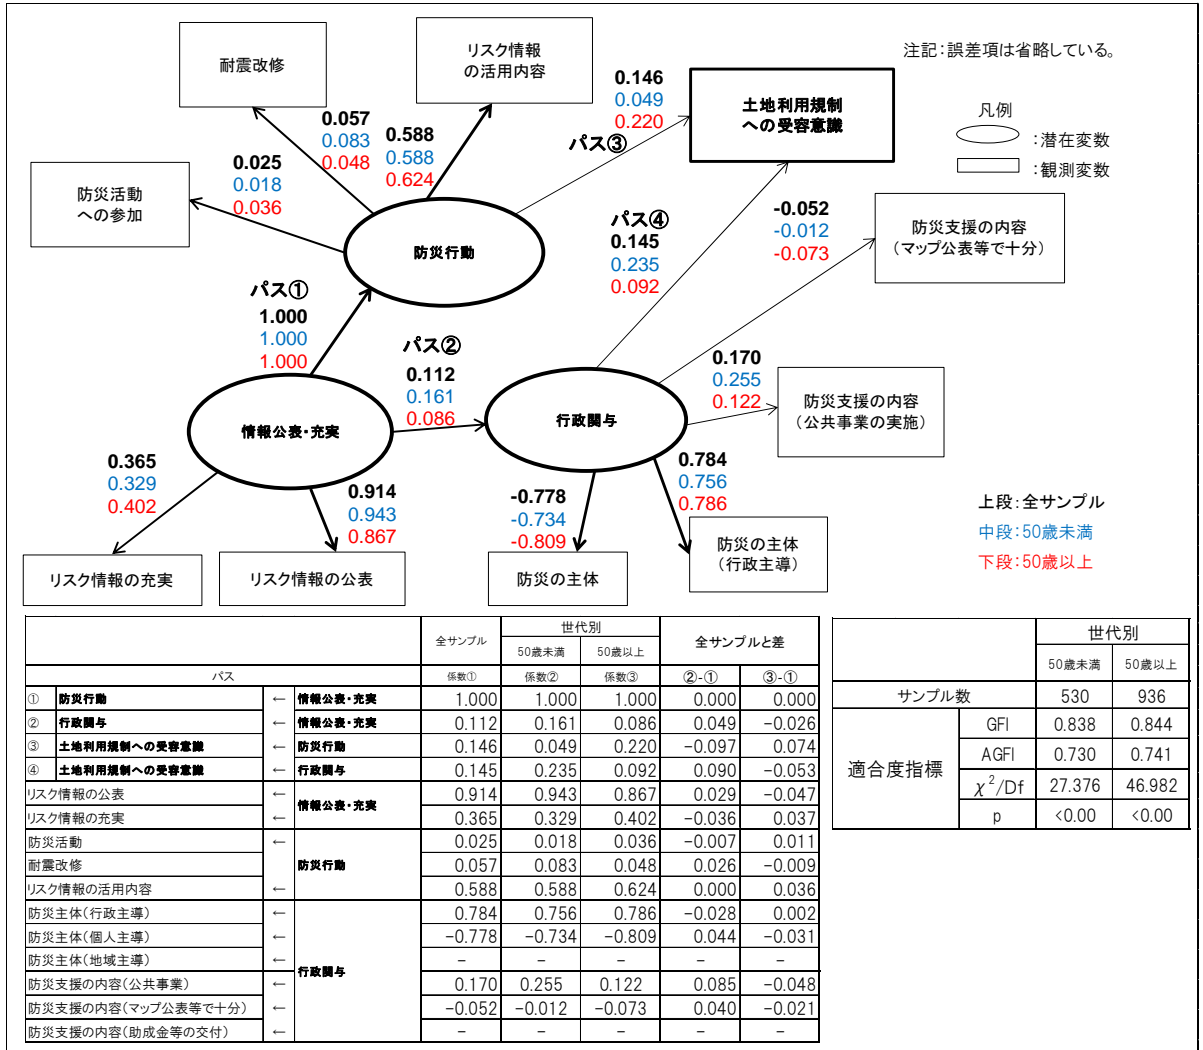 耐震改修
リスク情報
の活用内容
注記：誤差項は省略している。
0.146
0.049
0.220
土地利用規制
への受容意識
凡例
:潜在変数
:観測変数
0.057
0.083
0.048
0.588
0.588
0.624
パス③
0.025
0.018
0.036
防災活動
への参加
防災行動
パス④
0.145
0.235
0.092
-0.052
-0.012
-0.073
防災支援の内容
（マップ公表等で十分）
パス①
1.000
1.000
1.000
パス②
0.112
0.161
0.086
0.170
0.255
0.122
防災支援の内容
（公共事業の実施）
情報公表・充実
行政関与
0.365
0.329
0.402
0.914
0.943
0.867
-0.778
-0.734
-0.809
0.784
0.756
0.786
上段：全サンプル
中段：50歳未満
下段：50歳以上
リスク情報の充実
リスク情報の公表
防災の主体
防災の主体
（行政主導）
全サンプル 世代別 全サンプルと差
50歳未満 50歳以上
パス 係数① 係数② 係数③ ②-① ③-①
① 防災行動 ← 情報公表・充実 1.000 1.000 1.000 0.000 0.000
② 行政関与 ← 情報公表・充実 0.112 0.161 0.086 0.049 -0.026
③ 土地利用規制への受容意識 ← 防災行動 0.146 0.049 0.220 -0.097 0.074
④ 土地利用規制への受容意識 ← 行政関与 0.145 0.235 0.092 0.090 -0.053
リスク情報の公表 ← 情報公表・充実 0.914 0.943 0.867 0.029 -0.047
リスク情報の充実 ← 0.365 0.329 0.402 -0.036 0.037
防災活動 ← 防災行動 0.025 0.018 0.036 -0.007 0.011
耐震改修 0.057 0.083 0.048 0.026 -0.009
リスク情報の活用内容 ← 0.588 0.588 0.624 0.000 0.036
防災主体（行政主導） ← 行政関与 0.784 0.756 0.786 -0.028 0.002
防災主体（個人主導） ← -0.778 -0.734 -0.809 0.044 -0.031
防災主体（地域主導） ← - - - - -
防災支援の内容（公共事業） ← 0.170 0.255 0.122 0.085 -0.048
防災支援の内容（マップ公表等で十分） ← -0.052 -0.012 -0.073 0.040 -0.021
防災支援の内容（助成金等の交付） ← - - - - -
世代別
50歳未満 50歳以上
サンプル数 530 936
適合度指標 GFI 0.838 0.844
AGFI 0.730 0.741
χ²/Df 27.376 46.982
p <0.00 <0.00